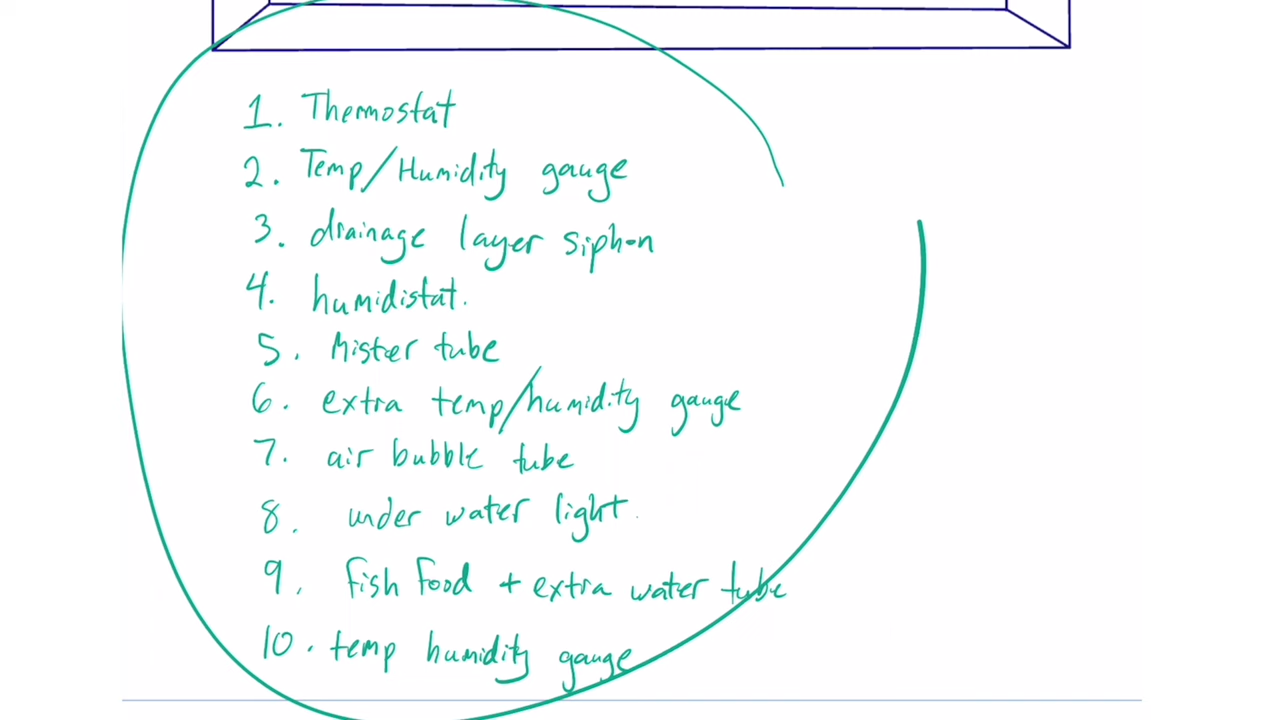 1. Thermostat
2. Temp/Humidity gauge
3. drainage layer siphon
4. humidistat.
5. Mister tube
6. extra temp/humidity gauge
7. air bubble tube
8. under water light.
9. fish food + extra water tube
10. temp humidity gauge